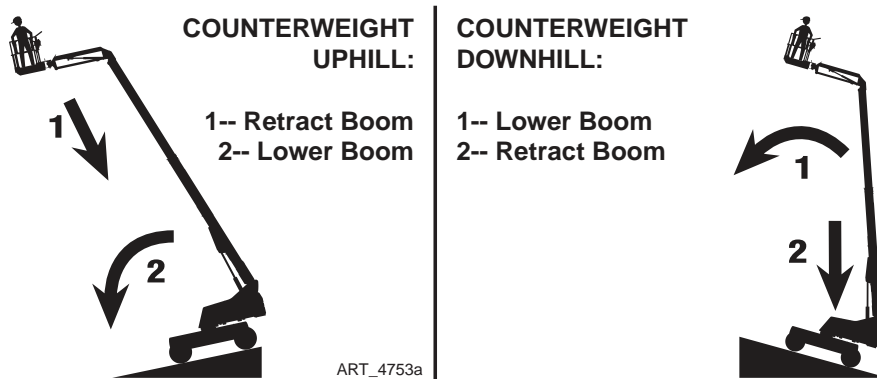 COUNTERWEIGHT
UPHILL:
1-- Retract Boom
2-- Lower Boom
1
2
ART_4753a
COUNTERWEIGHT
DOWNHILL:
1-- Lower Boom
2-- Retract Boom
1
2